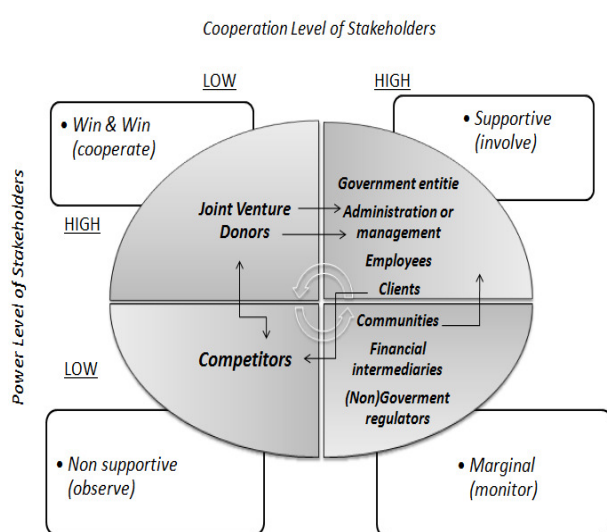 Cooperation Level of Stakeholders
LOW
HIGH
• Win & Win
(cooperate)
• Supportive
(involve)
Government entitie
Joint Venture
Donors
Administration or
management
HIGH
Employees
Clients
Power Level of Stakeholders
Communities
Competitors
Financial
intermediaries
LOW
(Non)Goverment
regulators
• Non supportive
(observe)
• Marginal
(monitor)